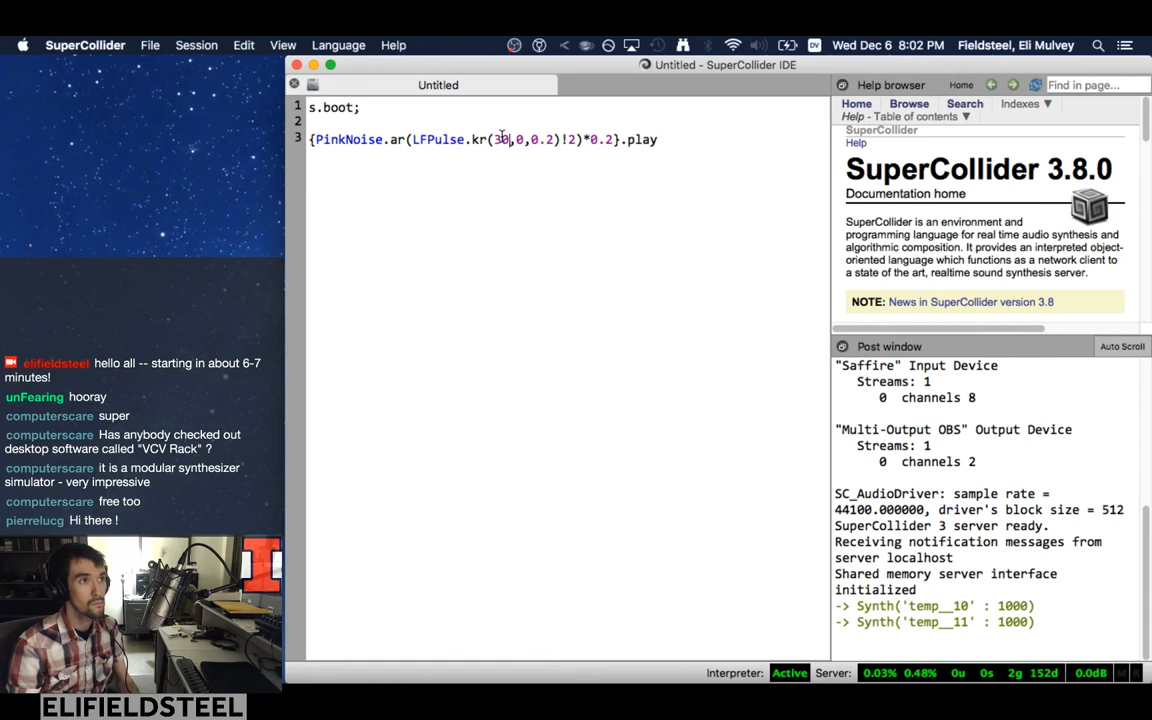 SuperCollider File Session Edit View Language Help Wed Dec 6 8:02 PM Fieldsteel, Eli Mulvey
Untitled - SuperCollider IDE
Untitled
1 s.boot;
2
3 {PinkNoise.ar(LFPulse.kr(30,0,0.2)!2)*0.2}.play
Help browser Home Find in page...
Home Browse Search Indexes ▼
Help - Table of contents ▼
SuperCollider
Help
SuperCollider 3.8.0
Documentation home
SuperCollider is an environment and
programming language for real time audio synthesis and
algorithmic composition. It provides an interpreted object-
oriented language which functions as a network client to
a state of the art, realtime sound synthesis server.
NOTE: News in SuperCollider version 3.8
Post window Auto Scroll
"Saffire" Input Device
Streams: 1
0 channels 8
"Multi-Output OBS" Output Device
Streams: 1
0 channels 2
SC_AudioDriver: sample rate =
44100.000000, driver's block size = 512
SuperCollider 3 server ready.
Receiving notification messages from
server localhost
Shared memory server interface
initialized
-> Synth('temp__10' : 1000)
-> Synth('temp__11' : 1000)
Interpreter: Active Server: 0.03% 0.48% 0u 0s 2g 152d 0.0dB M R
elifieldsteel hello all -- starting in about 6-7
minutes!
unFearing hooray
computerscare super
computerscare Has anybody checked out
desktop software called "VCV Rack" ?
computerscare it is a modular synthesizer
simulator - very impressive
computerscare free too
pierrelucg Hi there !
ELIFIELDSTEEL